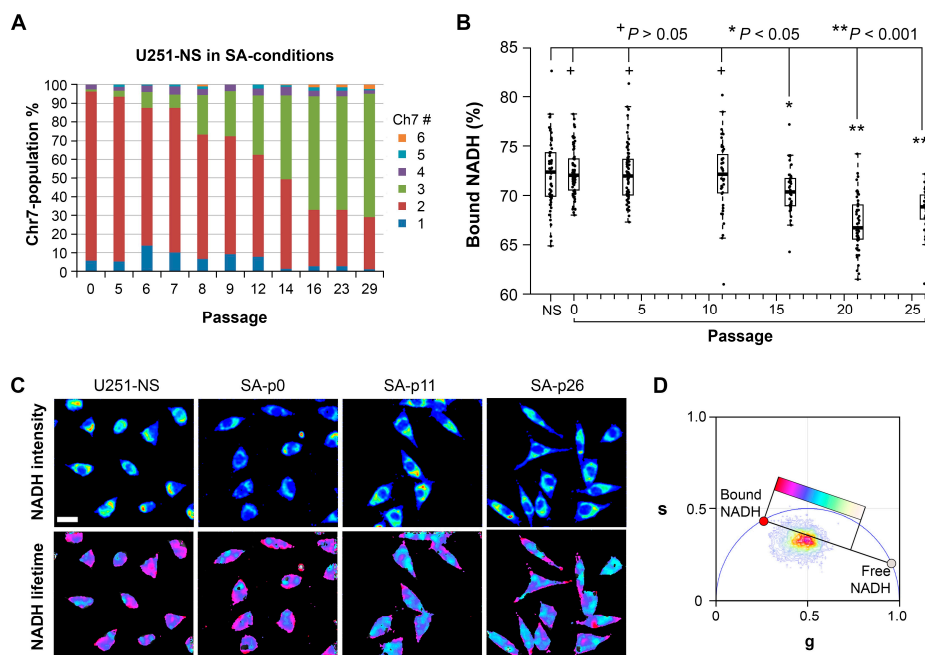 A
U251-NS in SA-conditions
Chr7-population %
100
90
80
70
60
50
40
30
20
10
0
0 5 6 7 8 9 12 14 16 23 29
Passage
Ch7 #
6
5
4
3
2
1
B
+P > 0.05 *P < 0.05 **P < 0.001
Bound NADH (%)
85
80
75
70
65
60
+ + + * ** **
NS 0 5 10 15 20 25
Passage
C
U251-NS SA-p0 SA-p11 SA-p26
NADH intensity
NADH lifetime
D
1.0
s
0.5
0
Bound
NADH
Free
NADH
0.5 1.0
g